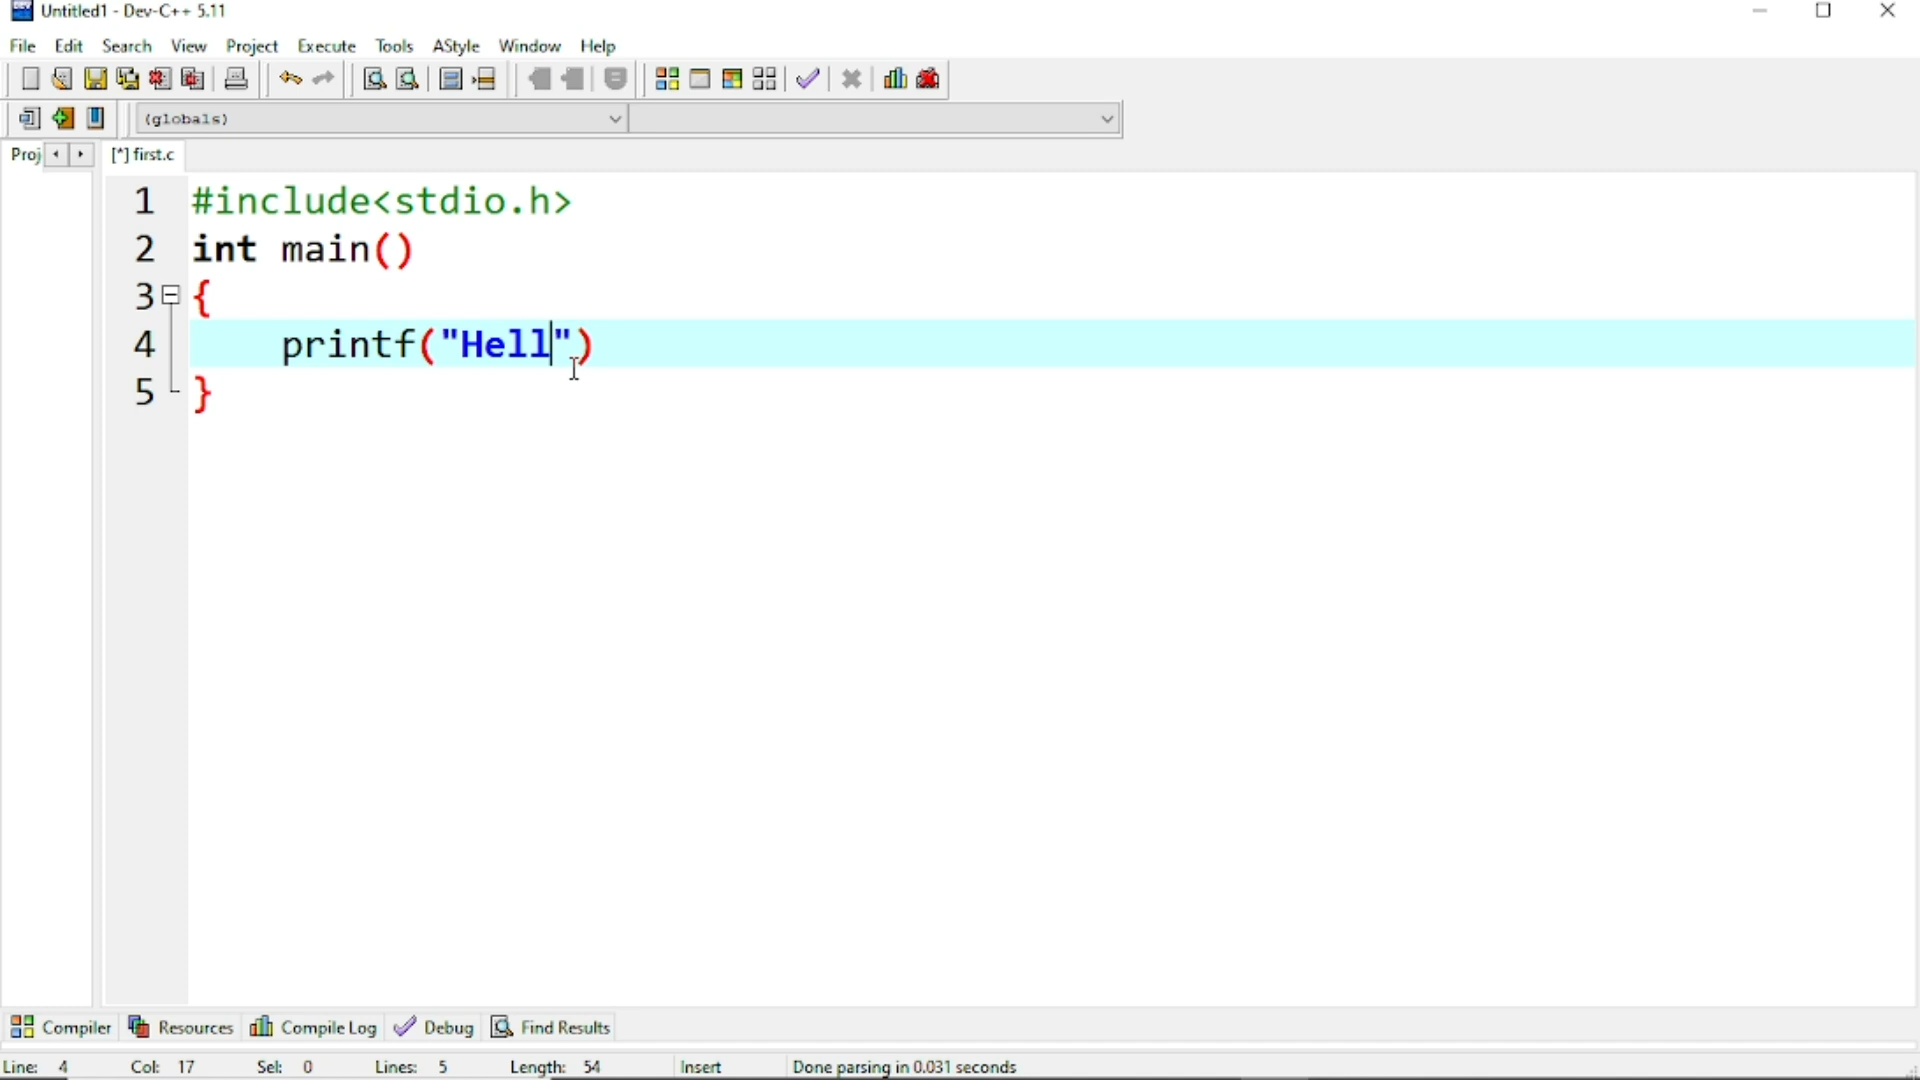 Untitled1 - Dev-C++ 5.11
File Edit Search View Project Execute Tools AStyle Window Help
(globals)
Proj [*] first.c
1 #include<stdio.h>
2 int main()
3 {
4 printf("Hell")
5 }
Compiler Resources Compile Log Debug Find Results
Line: 4 Col: 17 Sel: 0 Lines: 5 Length: 54 Insert Done parsing in 0.031 seconds